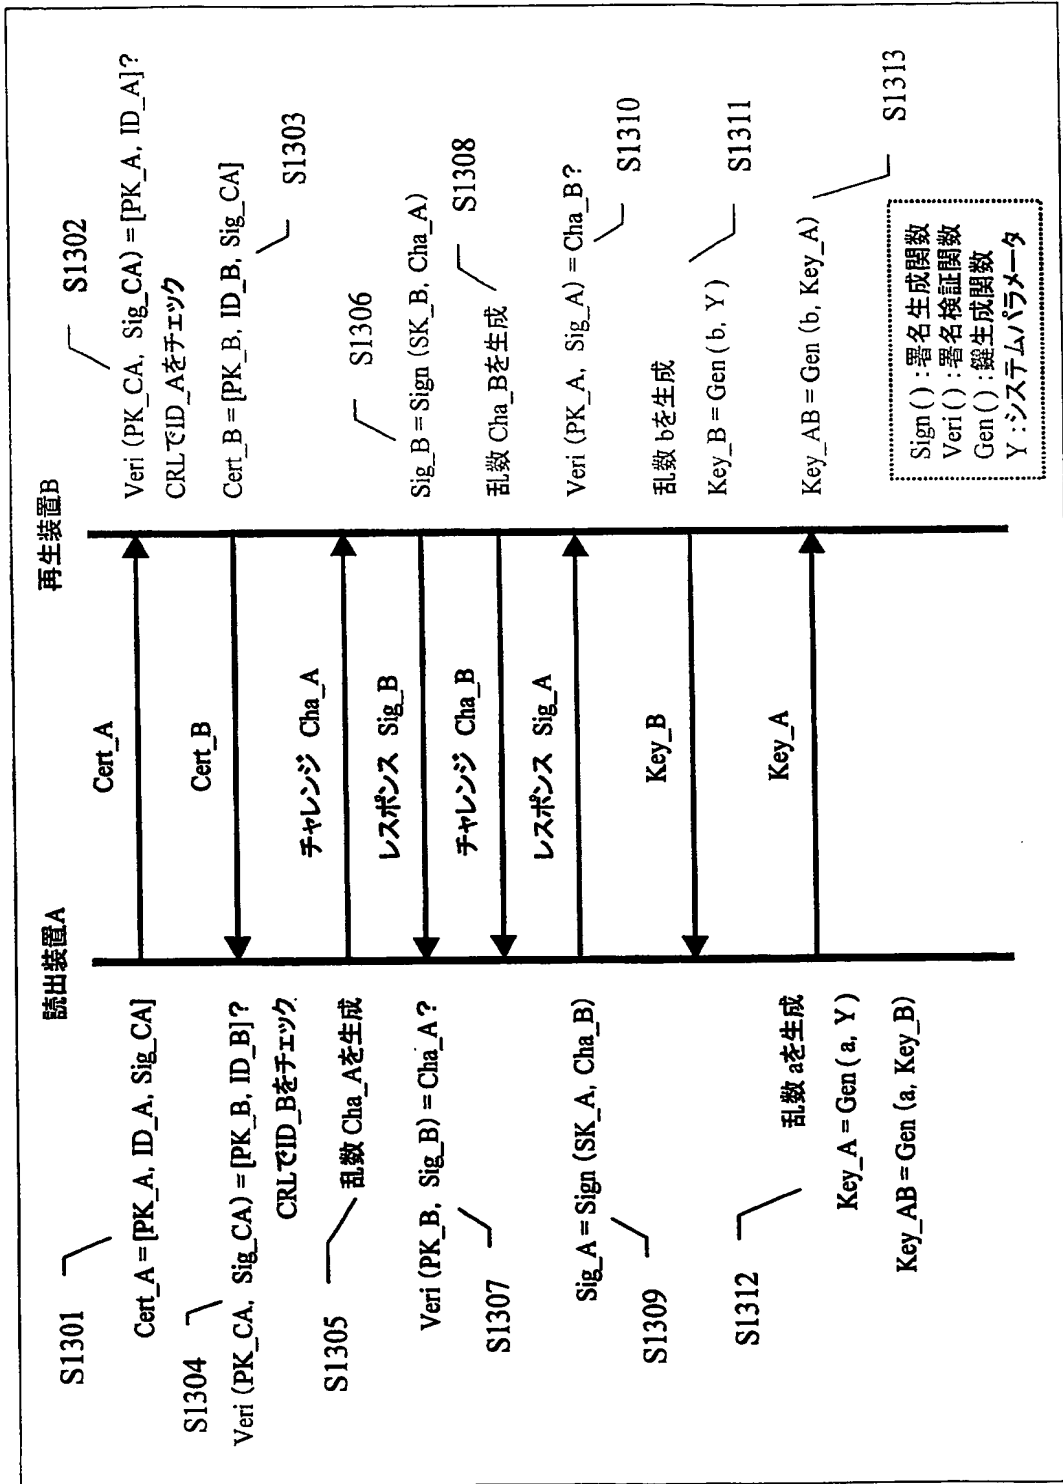 読出装置A
再生装置B
S1301
Cert_A = [PK_A, ID_A, Sig_CA]
Cert_A
S1302
Veri (PK_CA, Sig_CA) = [PK_A, ID_A]?
CRLでID_Aをチェック
Cert_B = [PK_B, ID_B, Sig_CA]
S1303
Cert_B
S1304
Veri (PK_CA, Sig_CA) = [PK_B, ID_B]?
CRLでID_Bをチェック
S1305
乱数 Cha_Aを生成
チャレンジ Cha_A
S1306
Sig_B = Sign (SK_B, Cha_A)
レスポンス Sig_B
Veri (PK_B, Sig_B) = Cha_A?
S1307
乱数 Cha_Bを生成
S1308
チャレンジ Cha_B
Sig_A = Sign (SK_A, Cha_B)
S1309
レスポンス Sig_A
Veri (PK_A, Sig_A) = Cha_B?
S1310
乱数 bを生成
Key_B = Gen ( b, Y )
S1311
Key_B
S1312
乱数 aを生成
Key_A = Gen ( a, Y )
Key_AB = Gen (a, Key_B)
Key_A
Key_AB = Gen (b, Key_A)
S1313
Sign ( ) : 署名生成関数
Veri ( ) : 署名検証関数
Gen ( ) : 鍵生成関数
Y : システムパラメータ